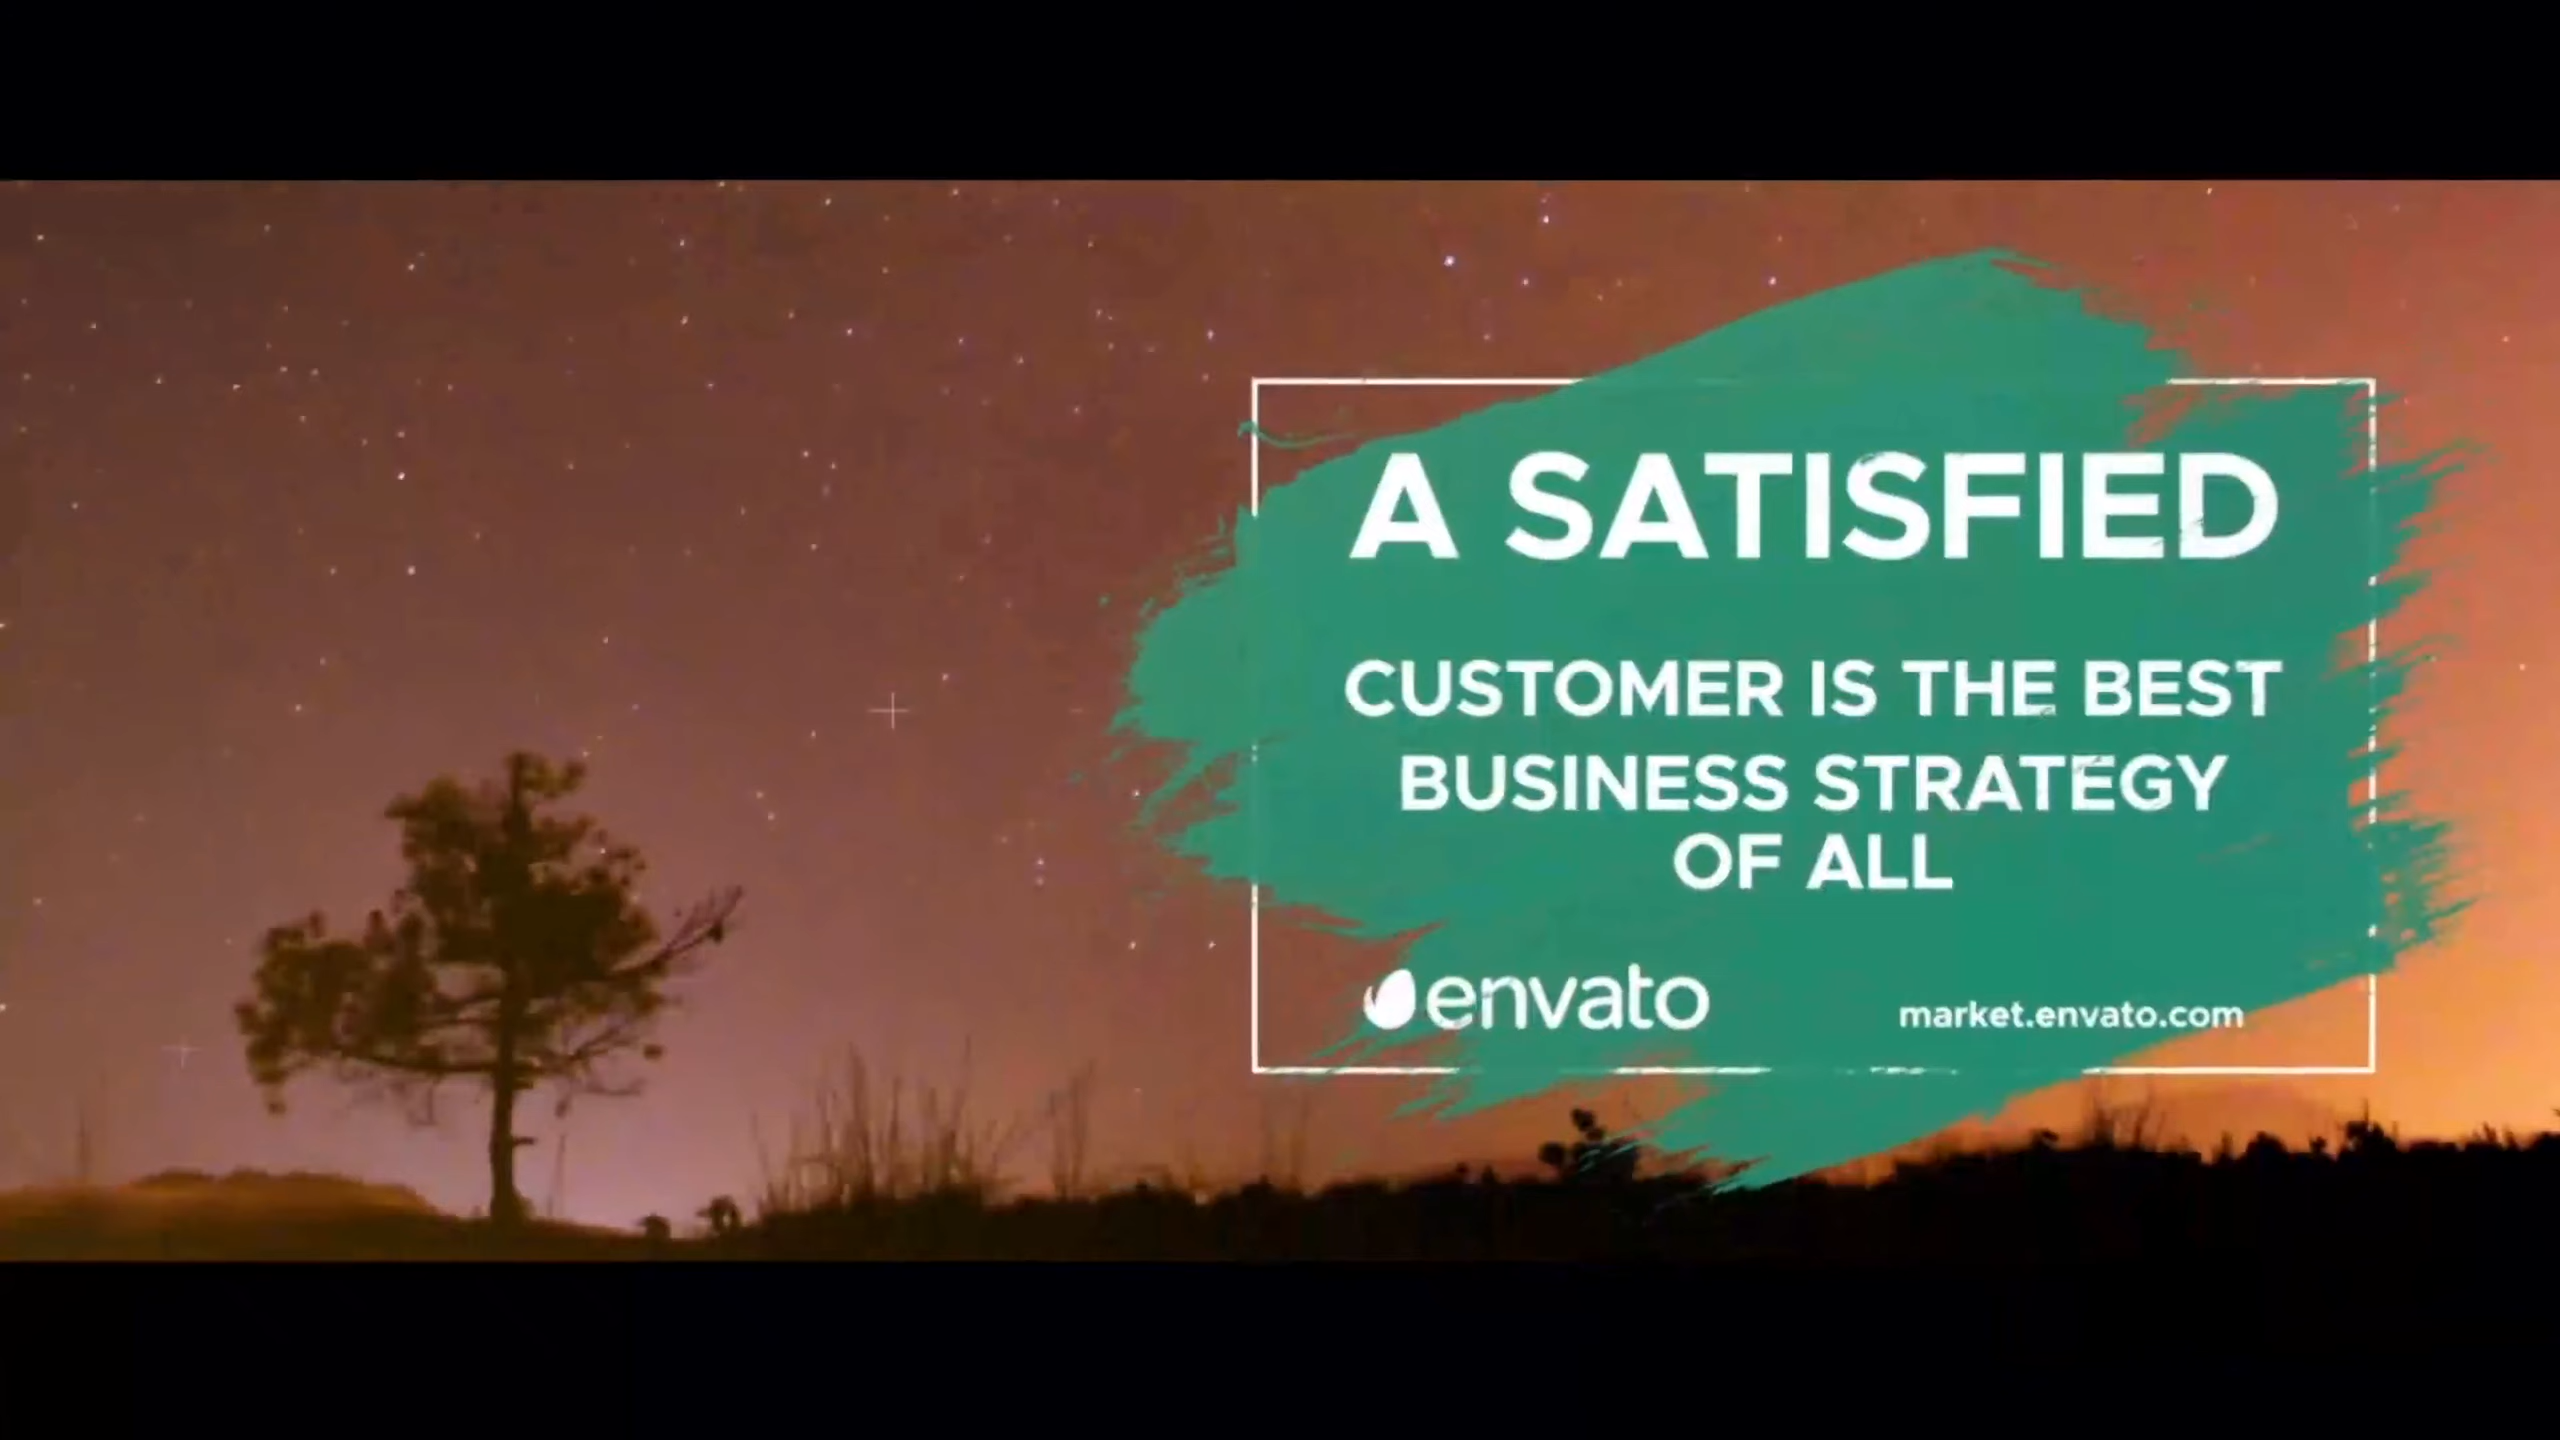 A SATISFIED
CUSTOMER IS THE BEST
BUSINESS STRATEGY
OF ALL
envato
market.envato.com